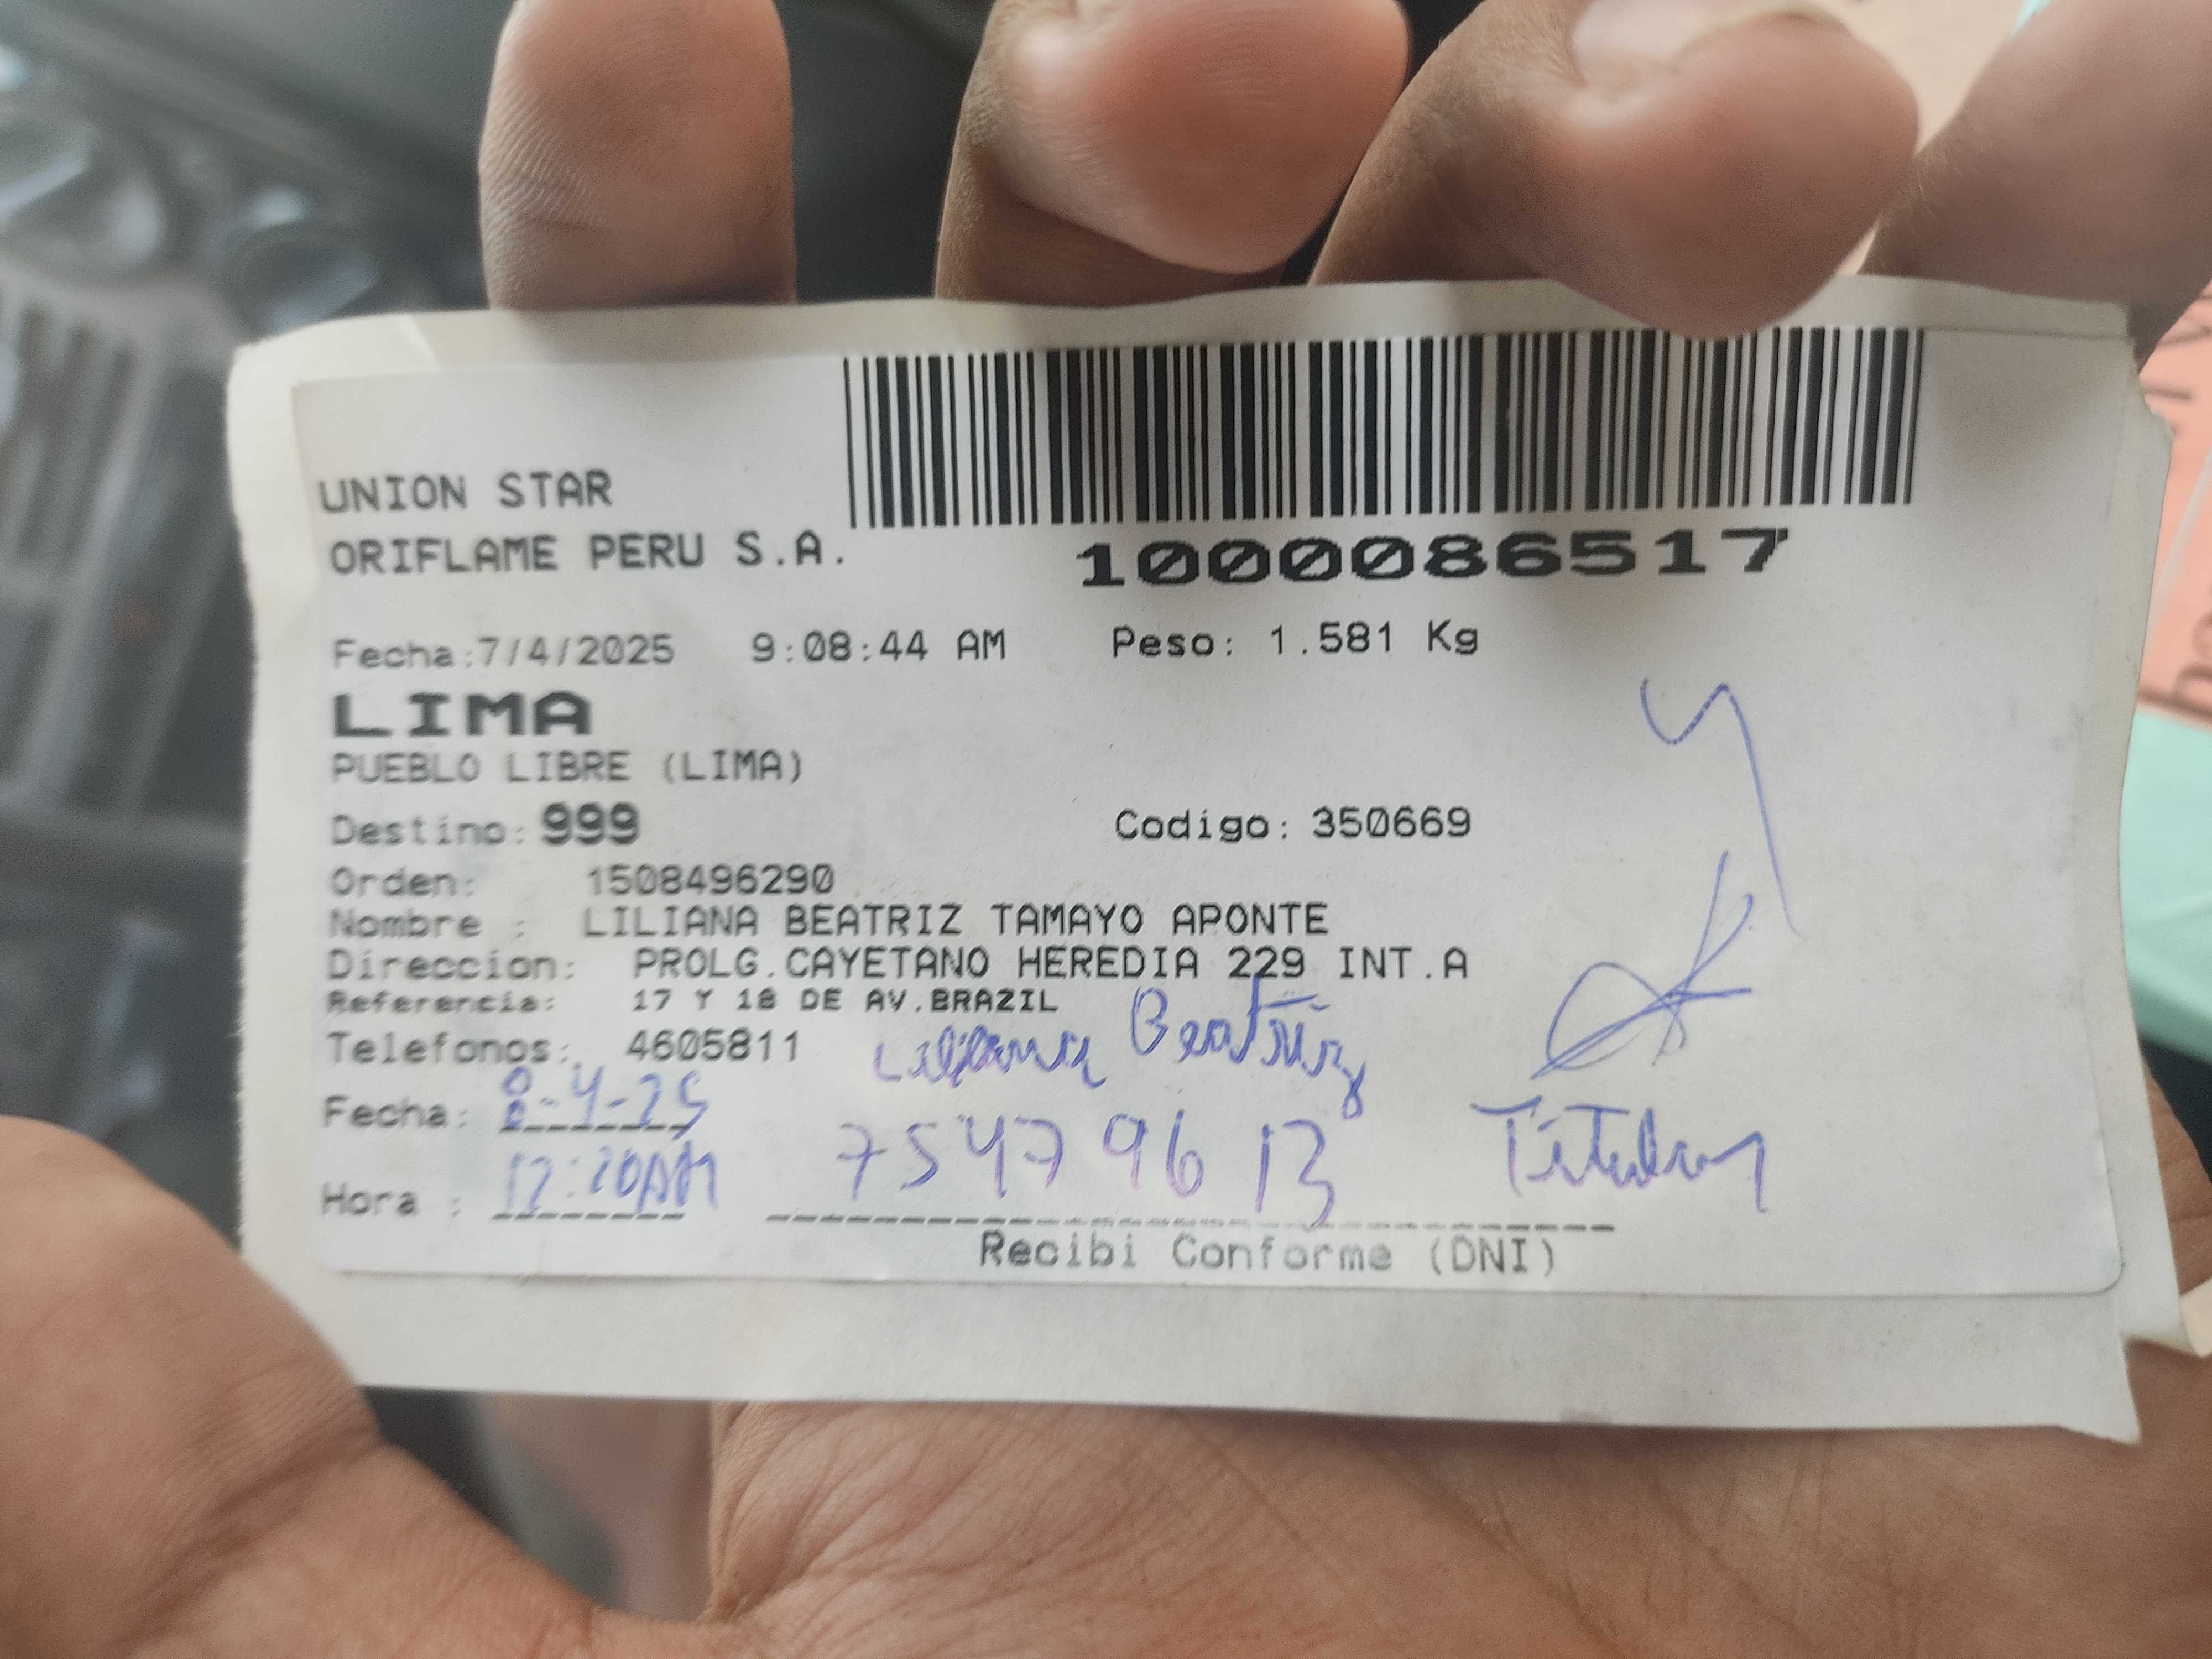 UNION STAR
ORIFLAME PERU S.A.
1000086517
Fecha:7/4/2025 9:08:44 AM Peso: 1.581 Kg
LIMA
PUEBLO LIBRE (LIMA)
Destino: 999 Codigo: 350669
Orden: 1508496290
Nombre : LILIANA BEATRIZ TAMAYO APONTE
Direccion: PROLG.CAYETANO HEREDIA 229 INT.A
Referencia: 17 Y 18 DE AV.BRAZIL
Telefonos: 4605811 Liliana Beatriz
Fecha: 8-4-25 75479613 Titular
Hora :
Recibi Conforme (DNI)